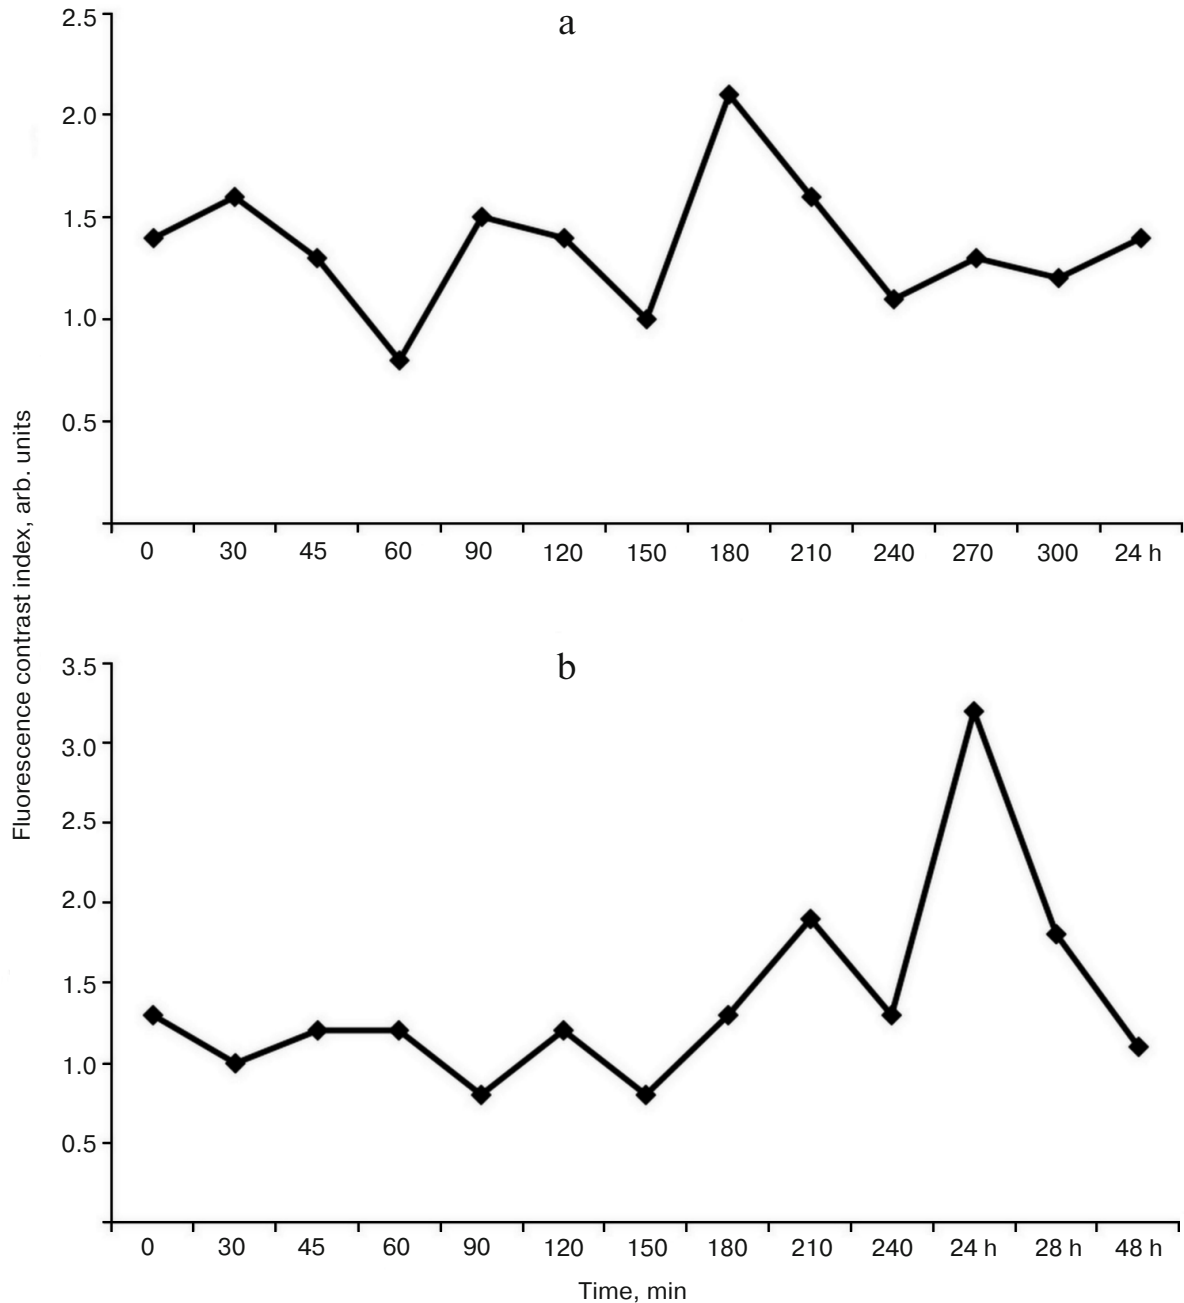 a
2.5
2.0
1.5
1.0
0.5
0 30 45 60 90 120 150 180 210 240 270 300 24 h
Fluorescence contrast index, arb. units
b
3.5
3.0
2.5
2.0
1.5
1.0
0.5
0 30 45 60 90 120 150 180 210 240 24 h 28 h 48 h
Time, min